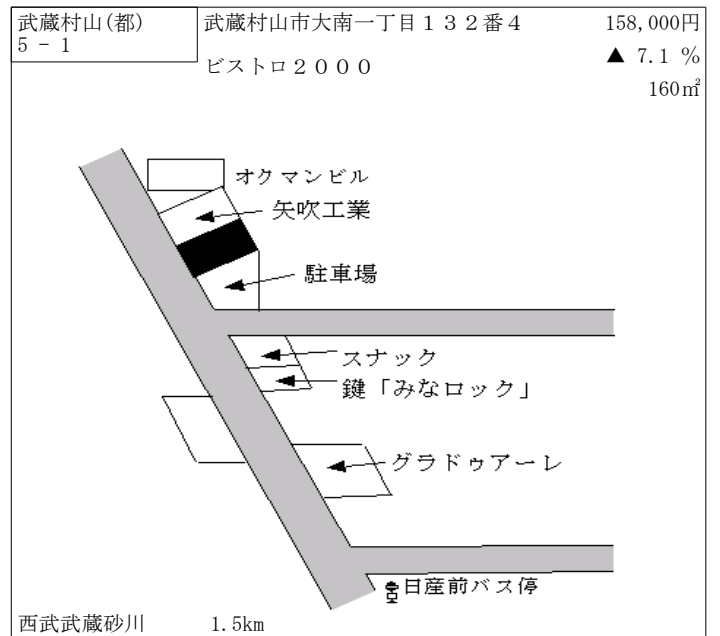 武蔵村山(都)
5 - 1
武蔵村山市大南一丁目１３２番４
ビストロ２０００
158,000円
▲ 7.1 %
160㎡
オクマンビル
矢吹工業
駐車場
スナック
鍵「みなロック」
グラドゥアーレ
日産前バス停
西武武蔵砂川 1.5km